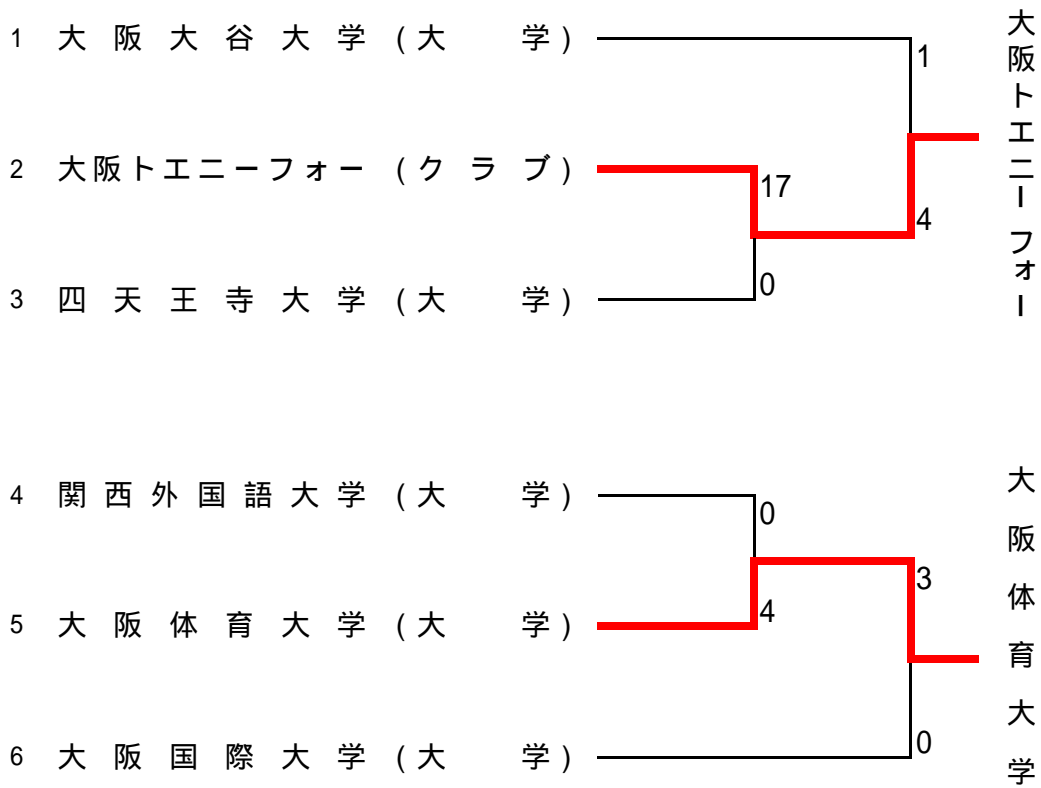 1 大阪大谷大学(大 学)
1
2 大阪トエニーフォー(クラブ)
17
4
3 四天王寺大学(大 学)
0
大阪トエニーフォー
4 関西外国語大学(大 学)
0
3
5 大阪体育大学(大 学)
4
6 大阪国際大学(大 学)
0
大阪体育大学